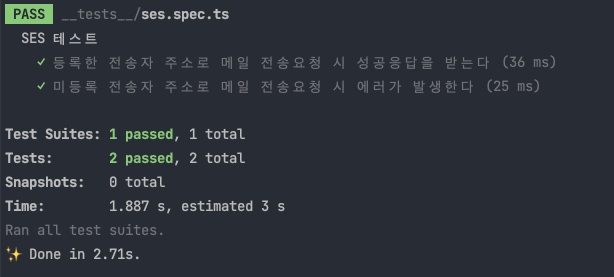 PASS __tests__/ses.spec.ts
SES 테스트
✓ 등록한 전송자 주소로 메일 전송요청 시 성공응답을 받는다 (36 ms)
✓ 미등록 전송자 주소로 메일 전송요청 시 에러가 발생한다 (25 ms)
Test Suites: 1 passed, 1 total
Tests: 2 passed, 2 total
Snapshots: 0 total
Time: 1.887 s, estimated 3 s
Ran all test suites.
✨ Done in 2.71s.